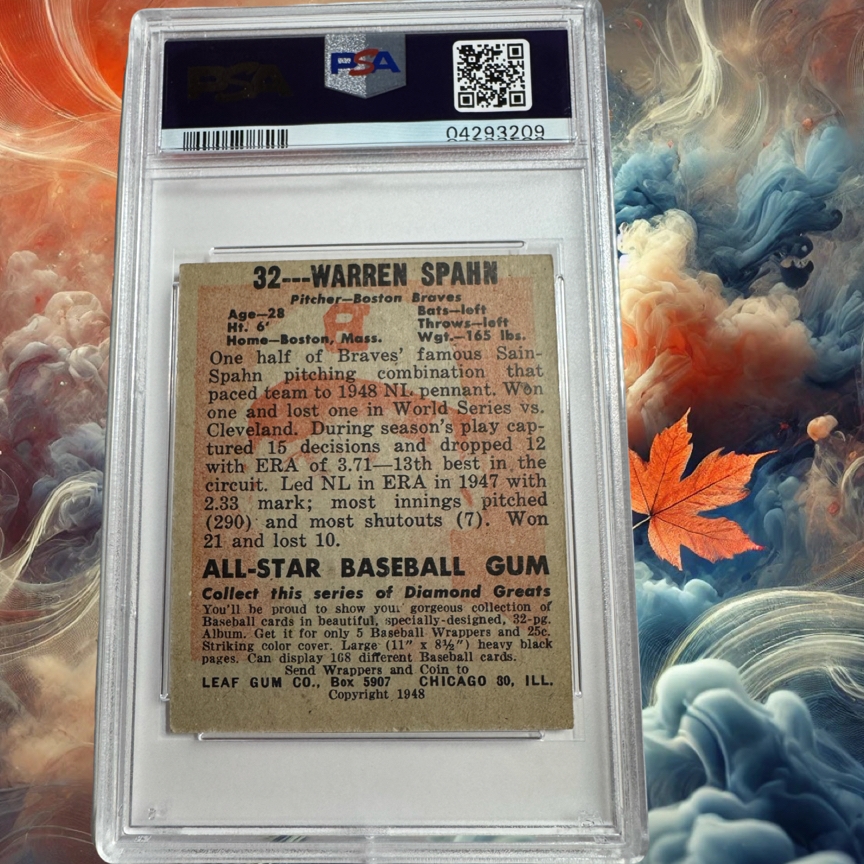 PSA
PSA
04293209
32---WARREN SPAHN
Pitcher—Boston Braves
Age—28 Bats—left
Ht. 6' Throws—left
Home—Boston, Mass. Wgt.—165 lbs.
One half of Braves' famous Sain-
Spahn pitching combination that
paced team to 1948 NL pennant. Won
one and lost one in World Series vs.
Cleveland. During season's play cap-
tured 15 decisions and dropped 12
with ERA of 3.71—13th best in the
circuit. Led NL in ERA in 1947 with
2.33 mark; most innings pitched
(290) and most shutouts (7). Won
21 and lost 10.
ALL-STAR BASEBALL GUM
Collect this series of Diamond Greats
You'll be proud to show your gorgeous collection of
Baseball cards in beautiful, specially-designed, 32-pg.
Album. Get it for only 5 Baseball Wrappers and 25c.
Striking color cover. Large (11" x 8½") heavy black
pages. Can display 168 different Baseball cards.
Send Wrappers and Coin to
LEAF GUM CO., Box 5907 CHICAGO 80, ILL.
Copyright 1948